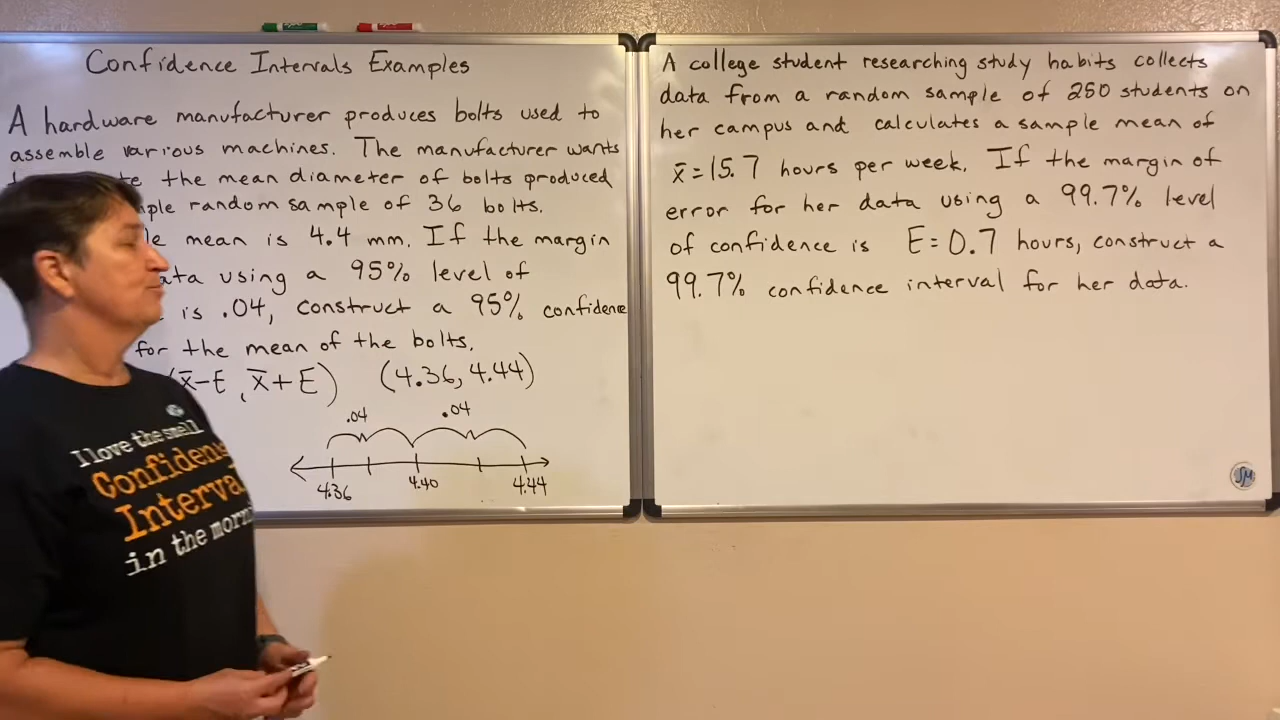 Confidence Intervals Examples
A hardware manufacturer produces bolts used to
assemble various machines. The manufacturer wants
the mean diameter of bolts produced
random sample of 36 bolts.
mean is 4.4 mm. If the margin
using a 95% level of
is .04, construct a 95% confidence
for the mean of the bolts.
(x̄-E, x̄+E) (4.36, 4.44)
.04 .04
4.36 4.40 4.44
A college student researching study habits collects
data from a random sample of 250 students on
her campus and calculates a sample mean of
x̄=15.7 hours per week. If the margin of
error for her data using a 99.7% level
of confidence is E=0.7 hours, construct a
99.7% confidence interval for her data.
I love the smell
Confidence
Interval
in the